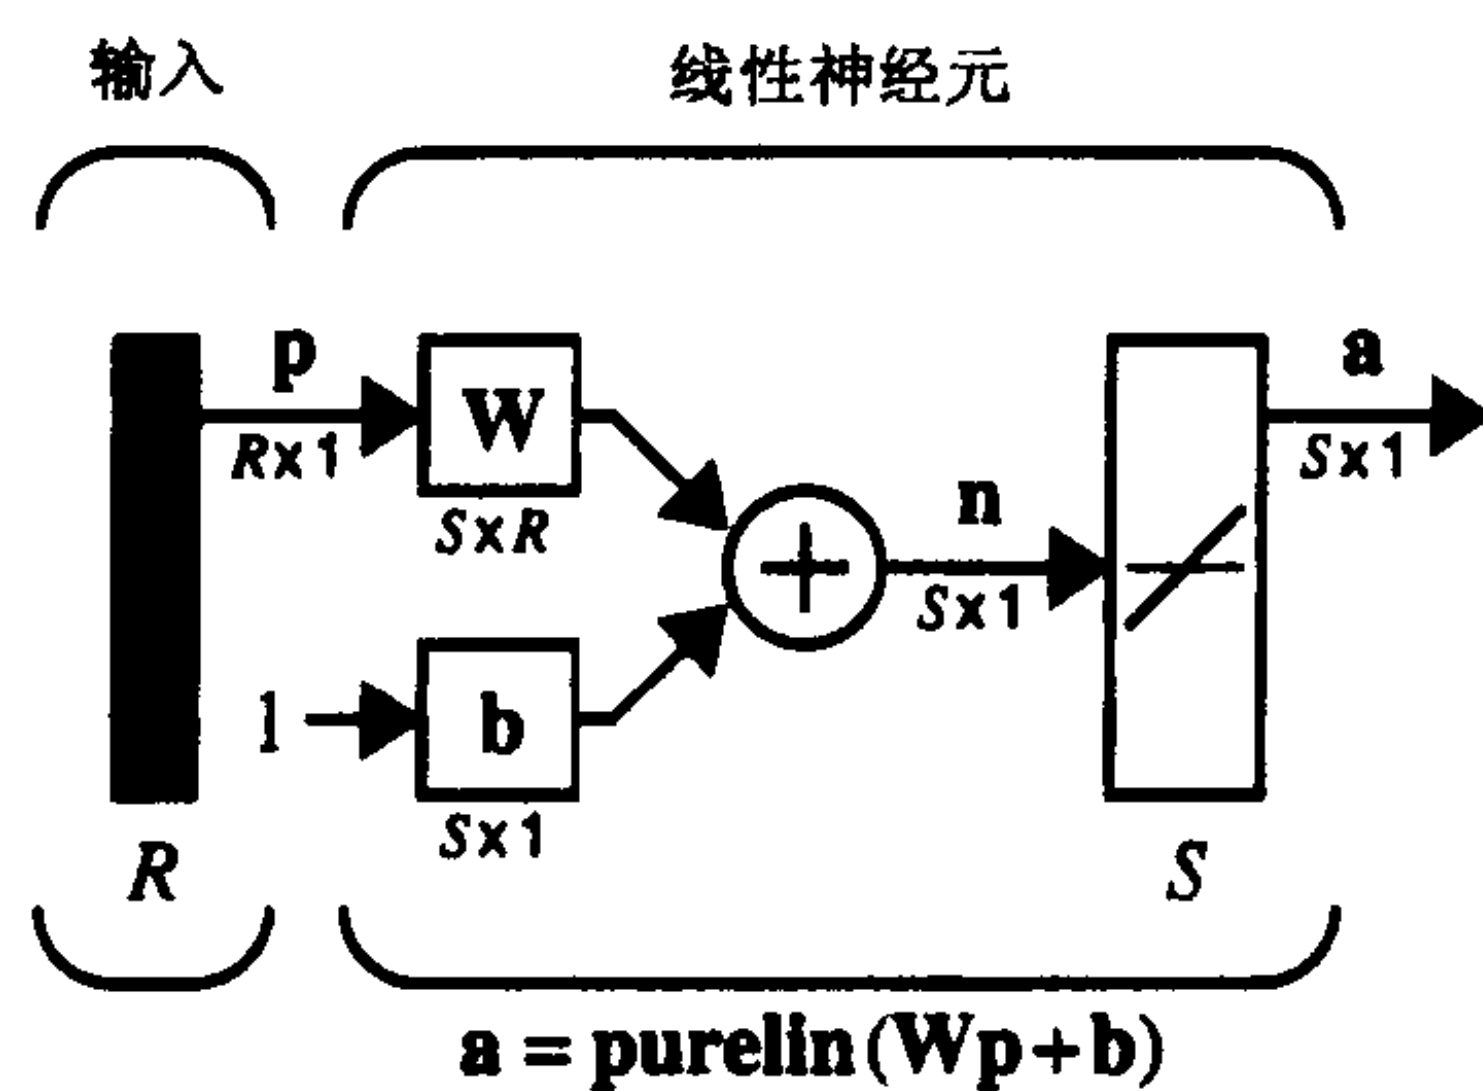 输入
线性神经元
p
R×1
W
S×R
1
b
S×1
n
S×1
a
S×1
R
S
a = purelin(Wp+b)